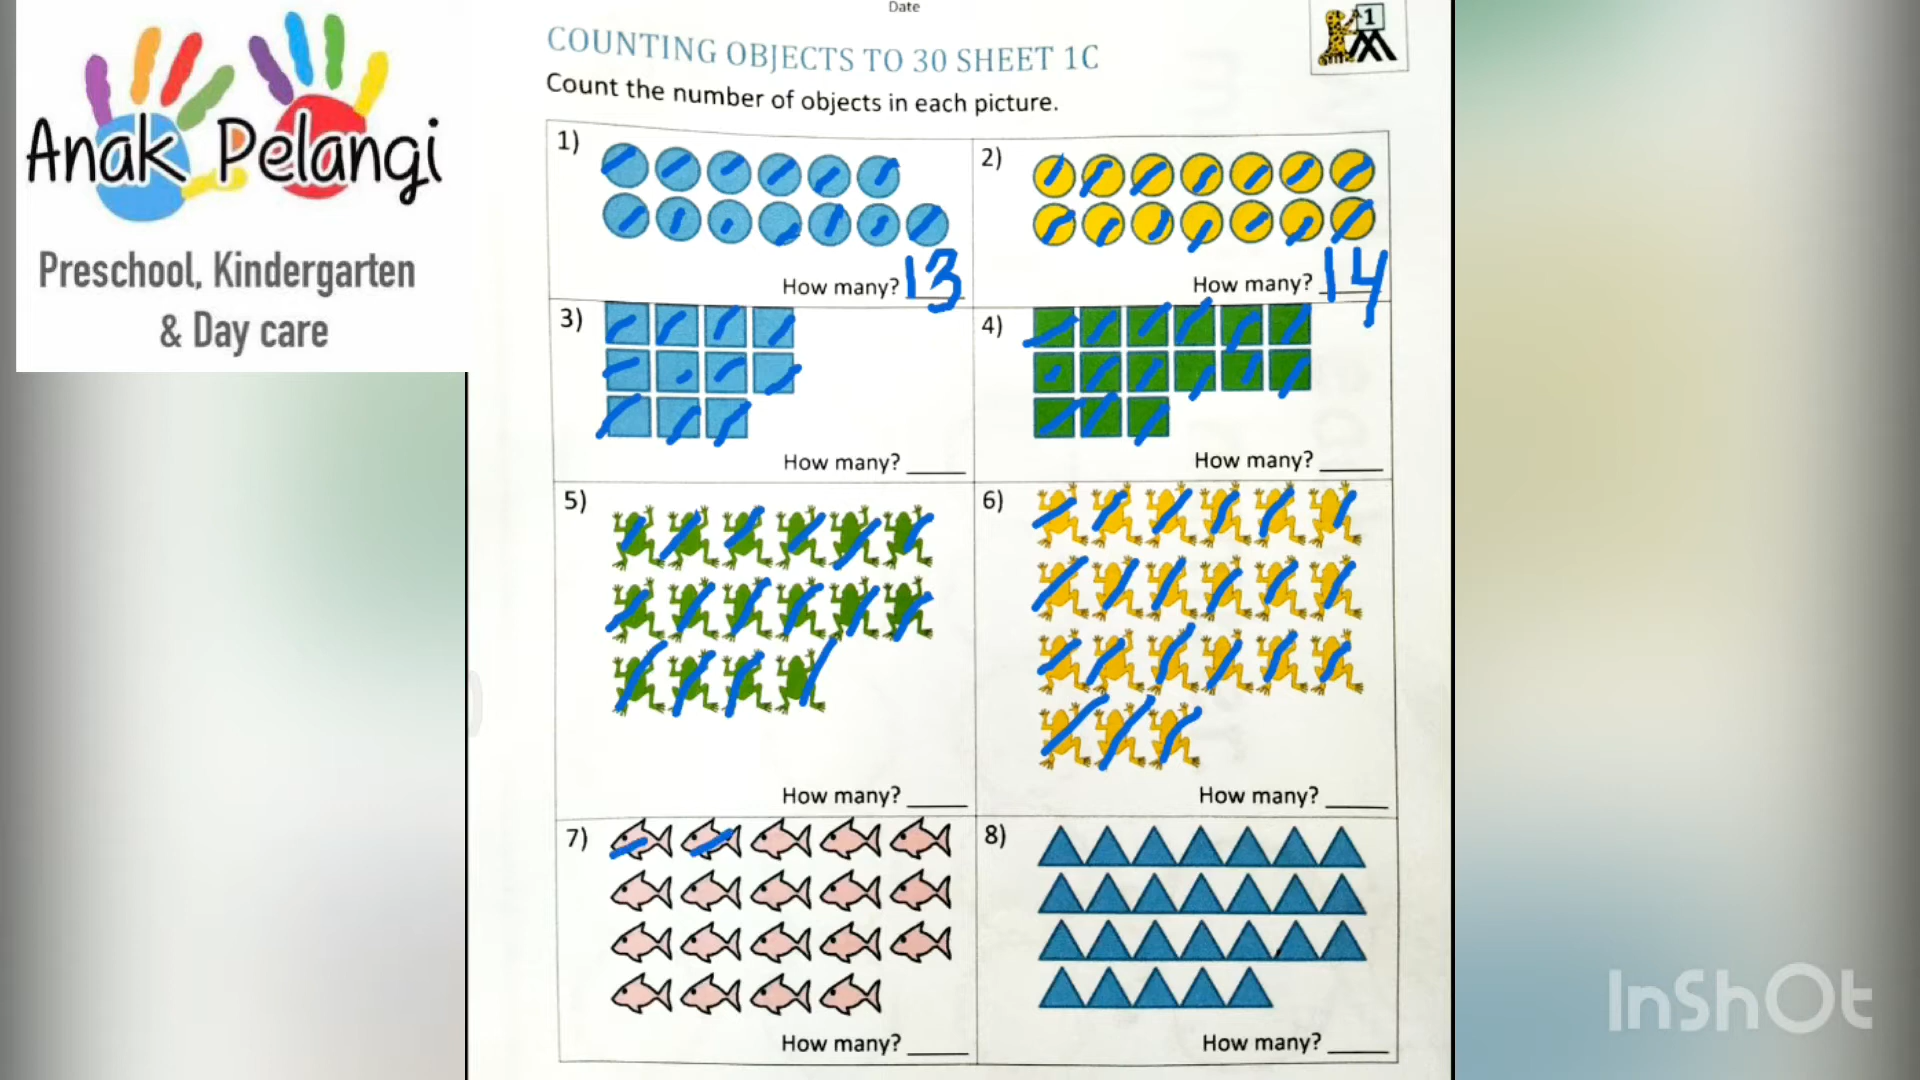 Anak Pelangi
Preschool, Kindergarten
& Day care
Date
1
COUNTING OBJECTS TO 30 SHEET 1C
Count the number of objects in each picture.
1)
How many? 13
2)
How many? 14
3)
How many?
4)
How many?
5)
How many?
6)
How many?
7)
How many?
8)
How many?
InShOt